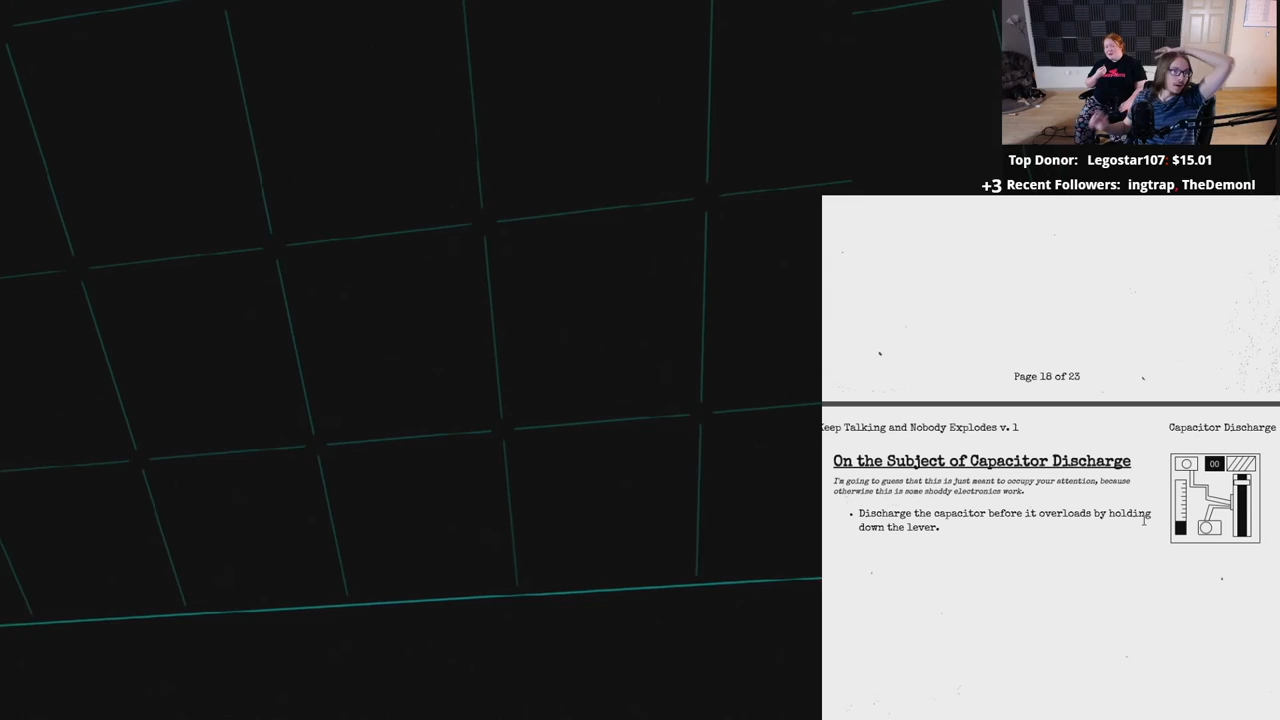 Top Donor: Legostar107: $15.01
+3 Recent Followers: ingtrap, TheDemonI
Page 18 of 23
Keep Talking and Nobody Explodes v. 1
Capacitor Discharge
On the Subject of Capacitor Discharge
I'm going to guess that this is just meant to occupy your attention, because
otherwise this is some shoddy electronics work.
00
• Discharge the capacitor before it overloads by holding
down the lever.